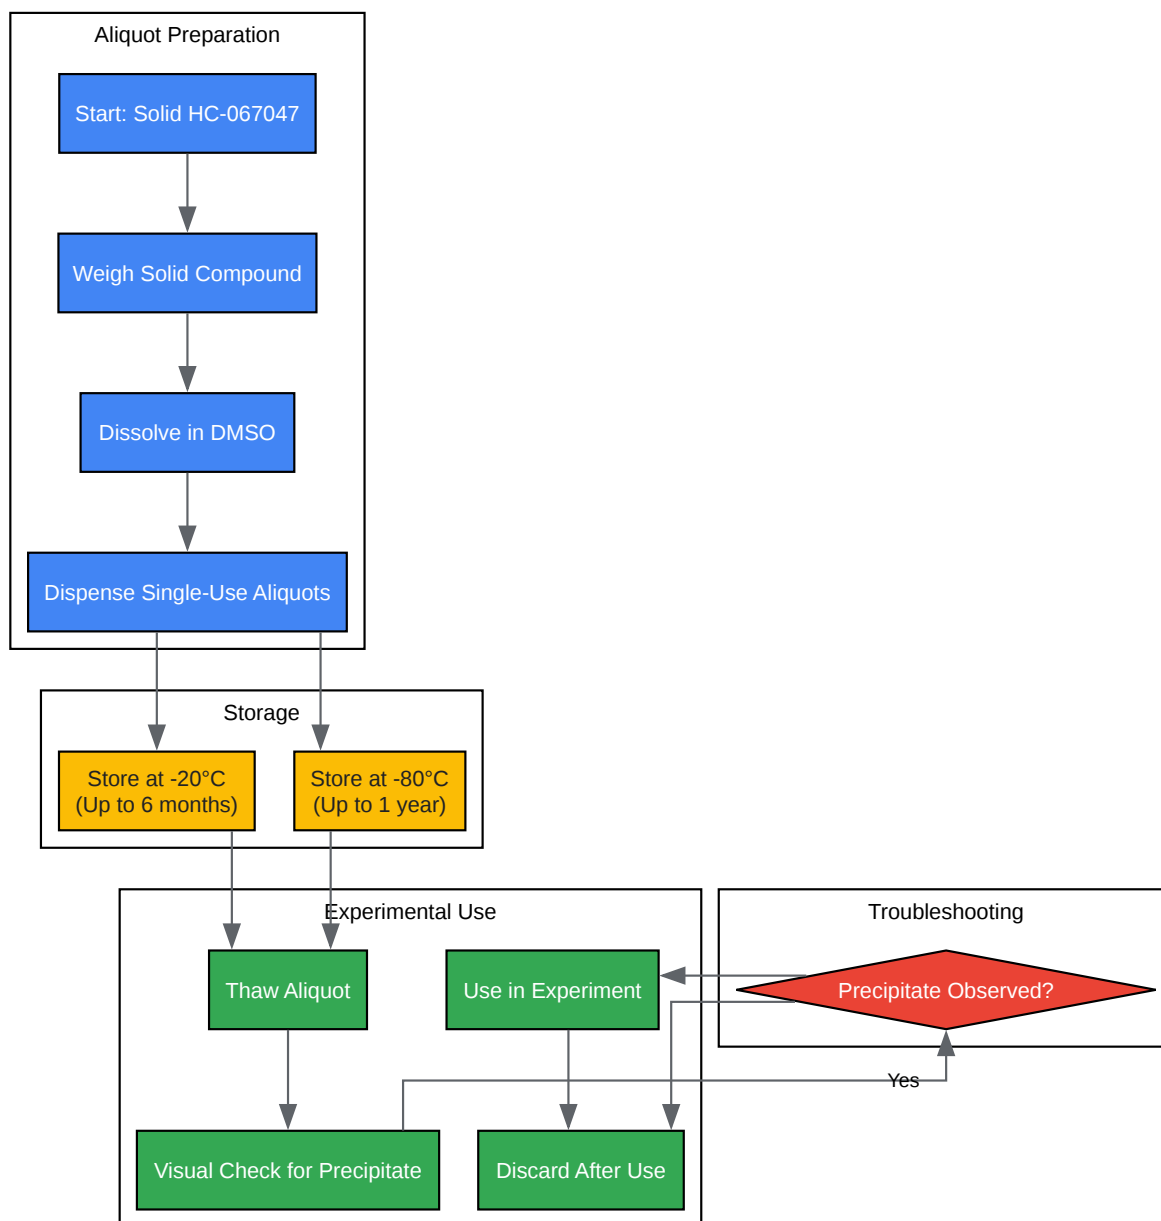 Aliquot Preparation
Start: Solid HC-067047
Weigh Solid Compound
Dissolve in DMSO
Dispense Single-Use Aliquots
Storage
Store at -20°C
(Up to 6 months)
Store at -80°C
(Up to 1 year)
Experimental Use
Troubleshooting
Thaw Aliquot
Use in Experiment
Precipitate Observed?
Yes
Visual Check for Precipitate
Discard After Use